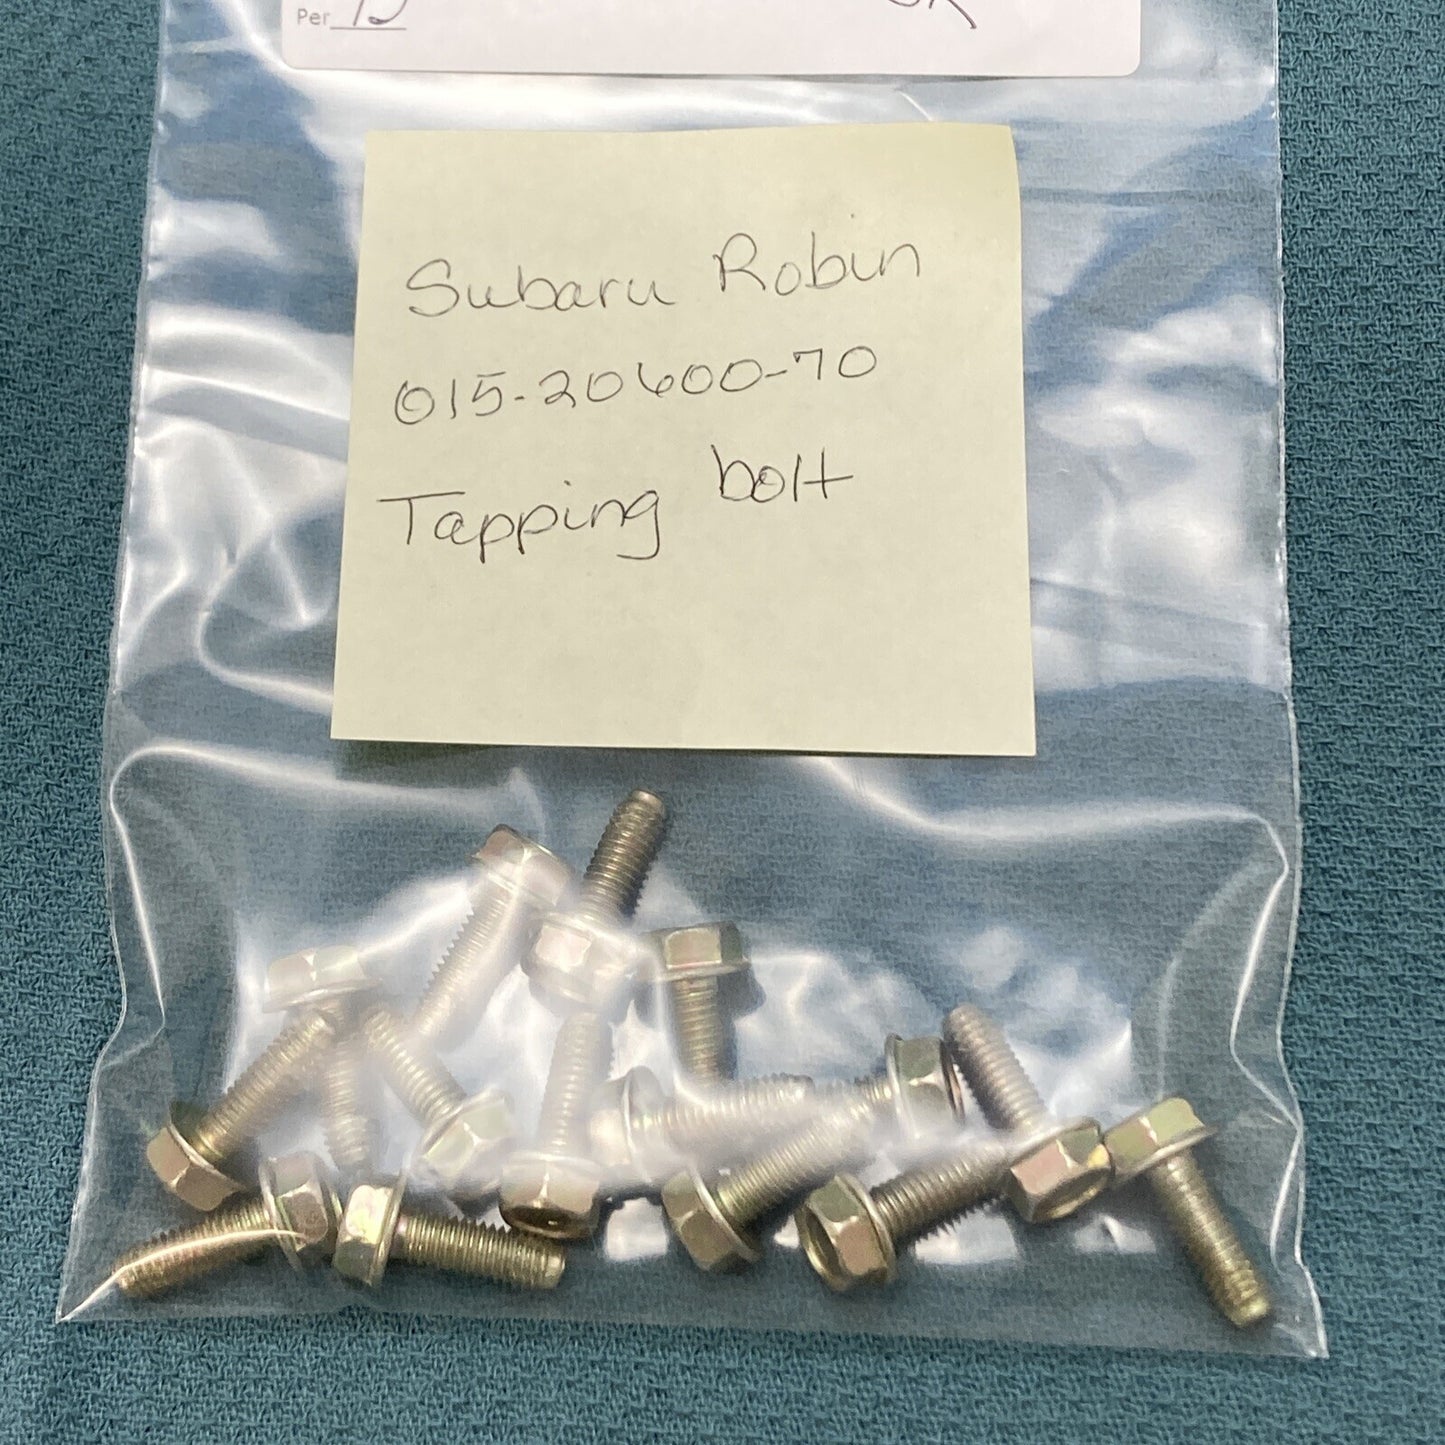 Per
Subaru Robin
015-20600-70
Tapping bolt